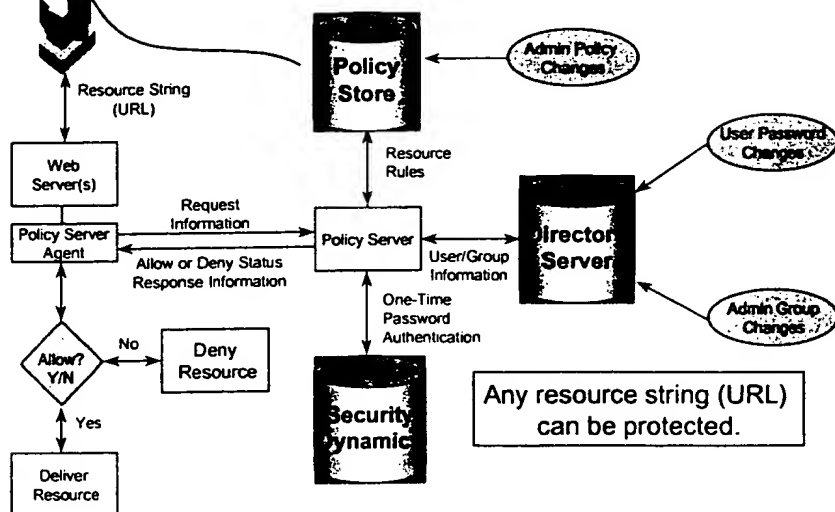 Policy
Store
Admin Policy
Changes
Resource String
(URL)
Resource
Rules
User Password
Changes
Web
Server(s)
Request
Information
Policy Server
Agent
Policy Server
Director
Server
Allow or Deny Status
Response Information
User/Group
Information
One-Time
Password
Authentication
Admin Group
Changes
Allow?
Y/N
No
Deny
Resource
Yes
Security
Dynamic
Any resource string (URL)
can be protected.
Deliver
Resource